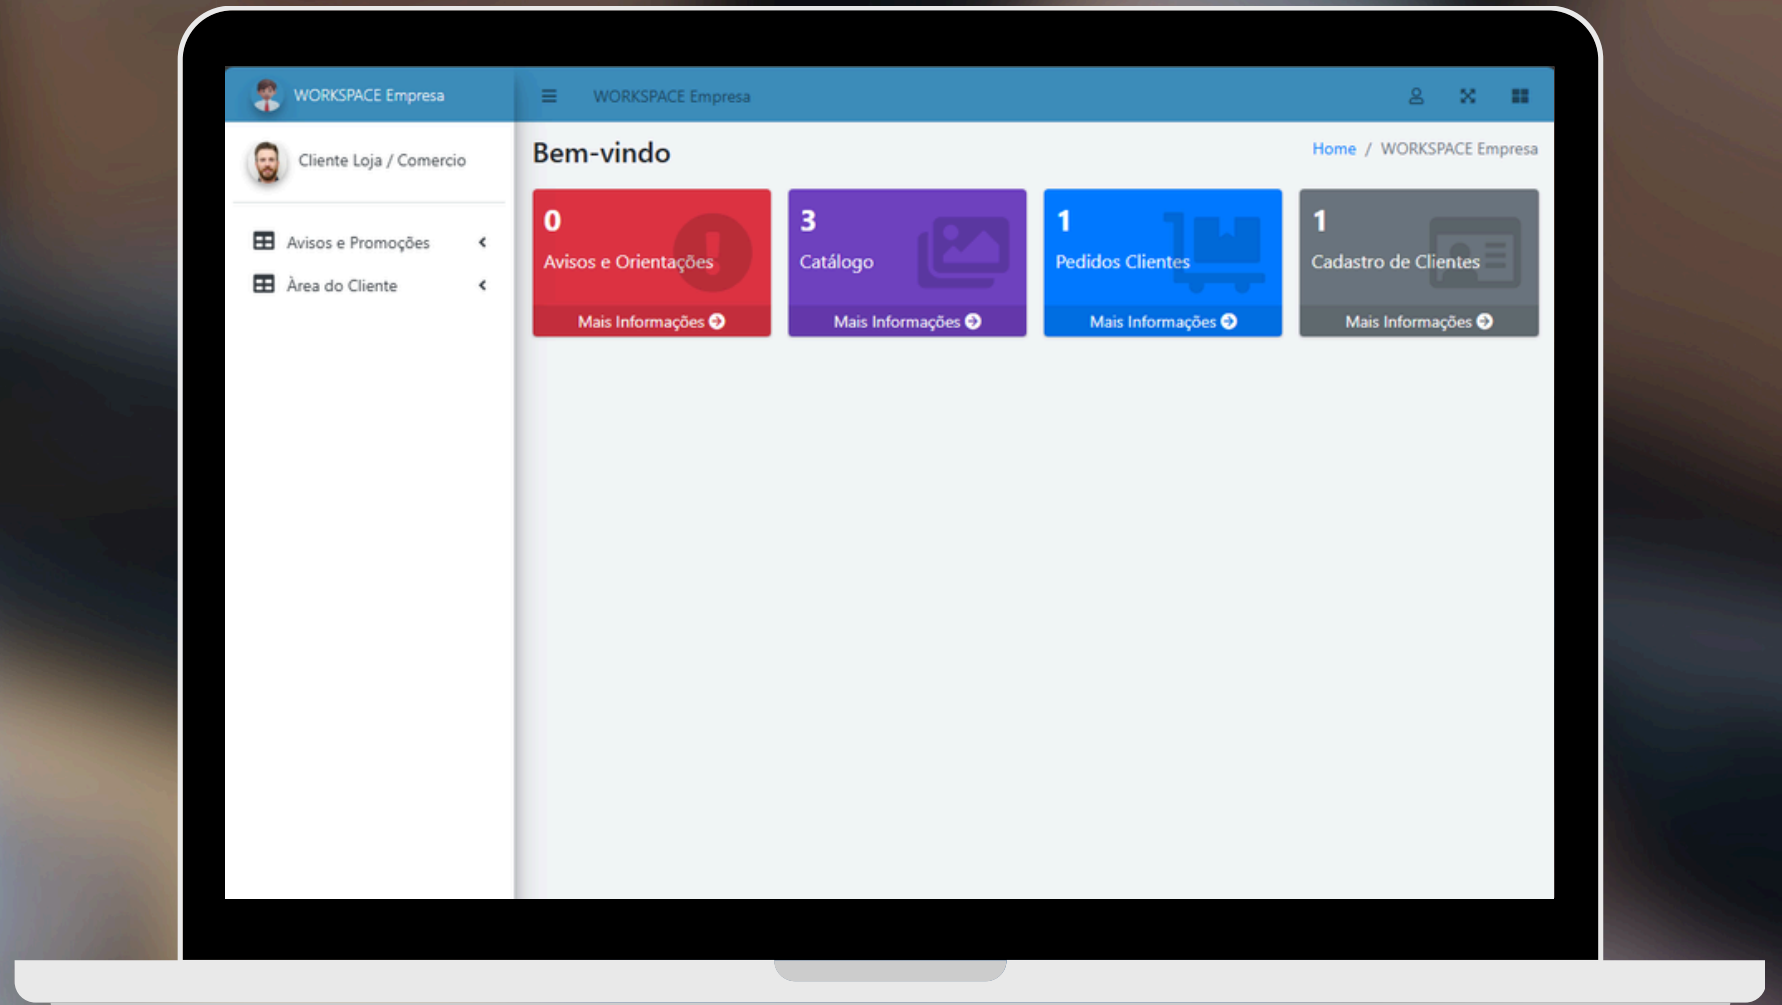 WORKSPACE Empresa
WORKSPACE Empresa
Cliente Loja / Comercio
Avisos e Promoções
Àrea do Cliente
Bem-vindo
Home / WORKSPACE Empresa
0
Avisos e Orientações
Mais Informações
3
Catálogo
Mais Informações
1
Pedidos Clientes
Mais Informações
1
Cadastro de Clientes
Mais Informações